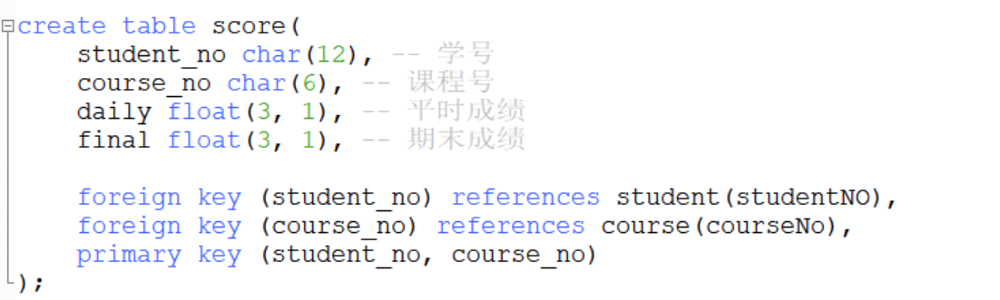 create table score(
student_no char(12), -- 学号
course_no char(6), -- 课程号
daily float(3, 1), -- 平时成绩
final float(3, 1), -- 期末成绩
foreign key (student_no) references student(studentNO),
foreign key (course_no) references course(courseNo),
primary key (student_no, course_no)
);